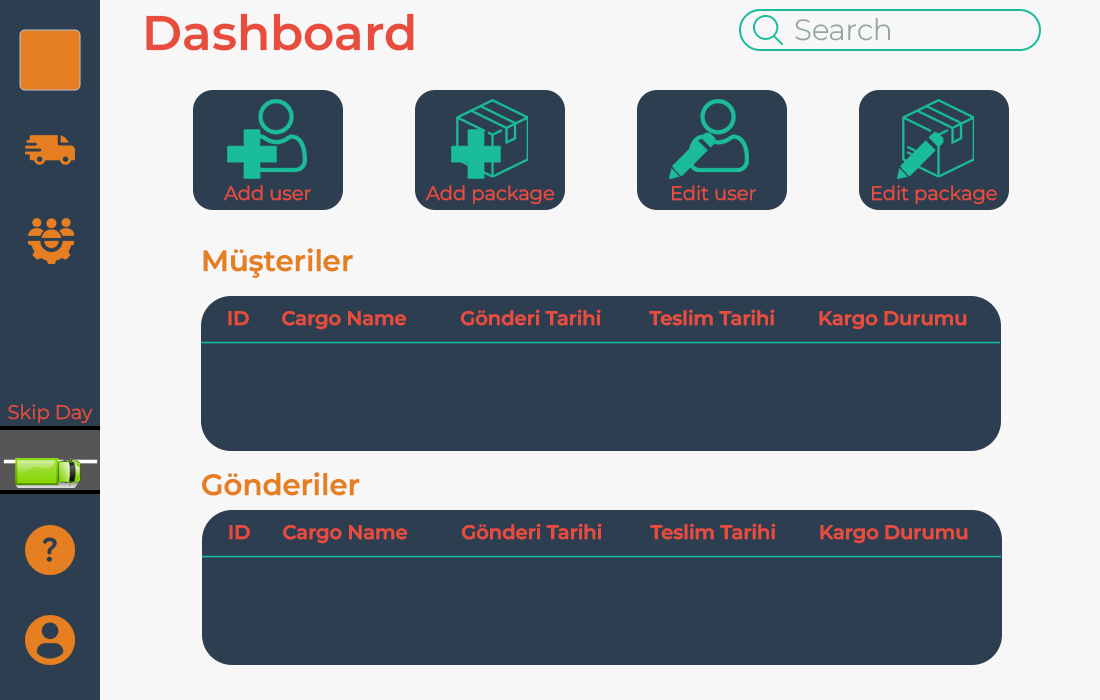 Dashboard
Search
Add user
Add package
Edit user
Edit package
Müşteriler
ID Cargo Name Gönderi Tarihi Teslim Tarihi Kargo Durumu
Skip Day
Gönderiler
ID Cargo Name Gönderi Tarihi Teslim Tarihi Kargo Durumu
?